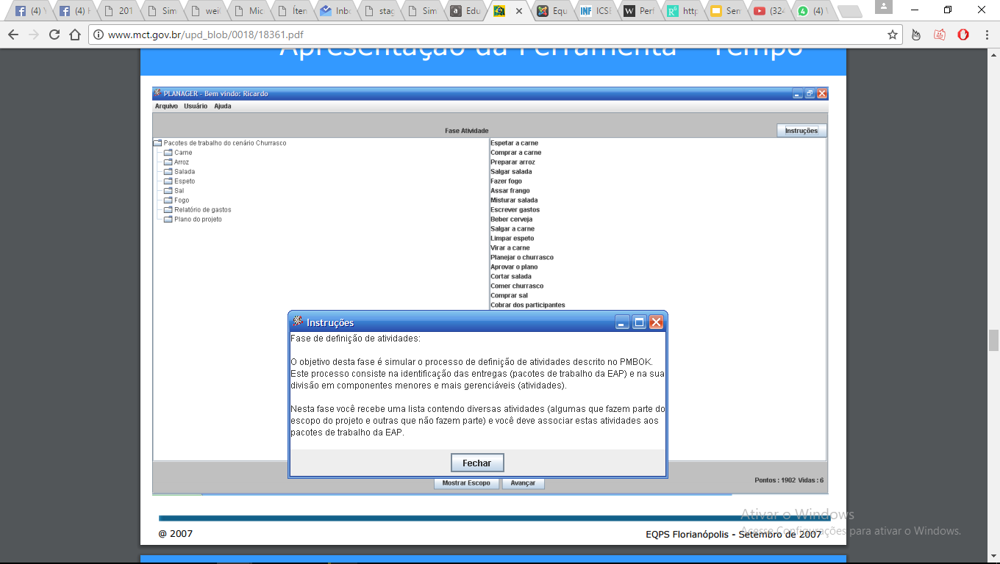 (4) Y
(4) H
201
Sim
wei
Mic
Íten
Inbo
stag
Sim
Edu
Equ
ICSE
Perf
http
Sem
(324
(4) W
www.mct.gov.br/upd_blob/0018/18361.pdf
Apresentação da Ferramenta - Tempo
PLANAGER - Bem vindo: Ricardo
Arquivo Usuário Ajuda
Fase Atividade
Instruções
Pacotes de trabalho do cenário Churrasco
Carne
Arroz
Salada
Espeto
Sal
Fogo
Relatório de gastos
Plano do projeto
Espetar a carne
Comprar a carne
Preparar arroz
Salgar salada
Fazer fogo
Assar frango
Misturar salada
Escrever gastos
Beber cerveja
Salgar a carne
Limpar espeto
Virar a carne
Planejar o churrasco
Aprovar o plano
Cortar salada
Comer churrasco
Comprar sal
Cobrar dos participantes
Instruções
Fase de definição de atividades:
O objetivo desta fase é simular o processo de definição de atividades descrito no PMBOK.
Este processo consiste na identificação das entregas (pacotes de trabalho da EAP) e na sua
divisão em componentes menores e mais gerenciáveis (atividades).
Nesta fase você recebe uma lista contendo diversas atividades (algumas que fazem parte do
escopo do projeto e outras que não fazem parte) e você deve associar estas atividades aos
pacotes de trabalho da EAP.
Fechar
Mostrar Escopo
Avançar
Pontos : 1902 Vidas : 6
@ 2007
EQPS Florianópolis - Setembro de 2007
Ativar o Windows
Acesse Configurações para ativar o Windows.